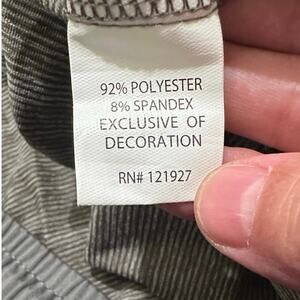 92% POLYESTER
8% SPANDEX
EXCLUSIVE OF
DECORATION
RN# 121927